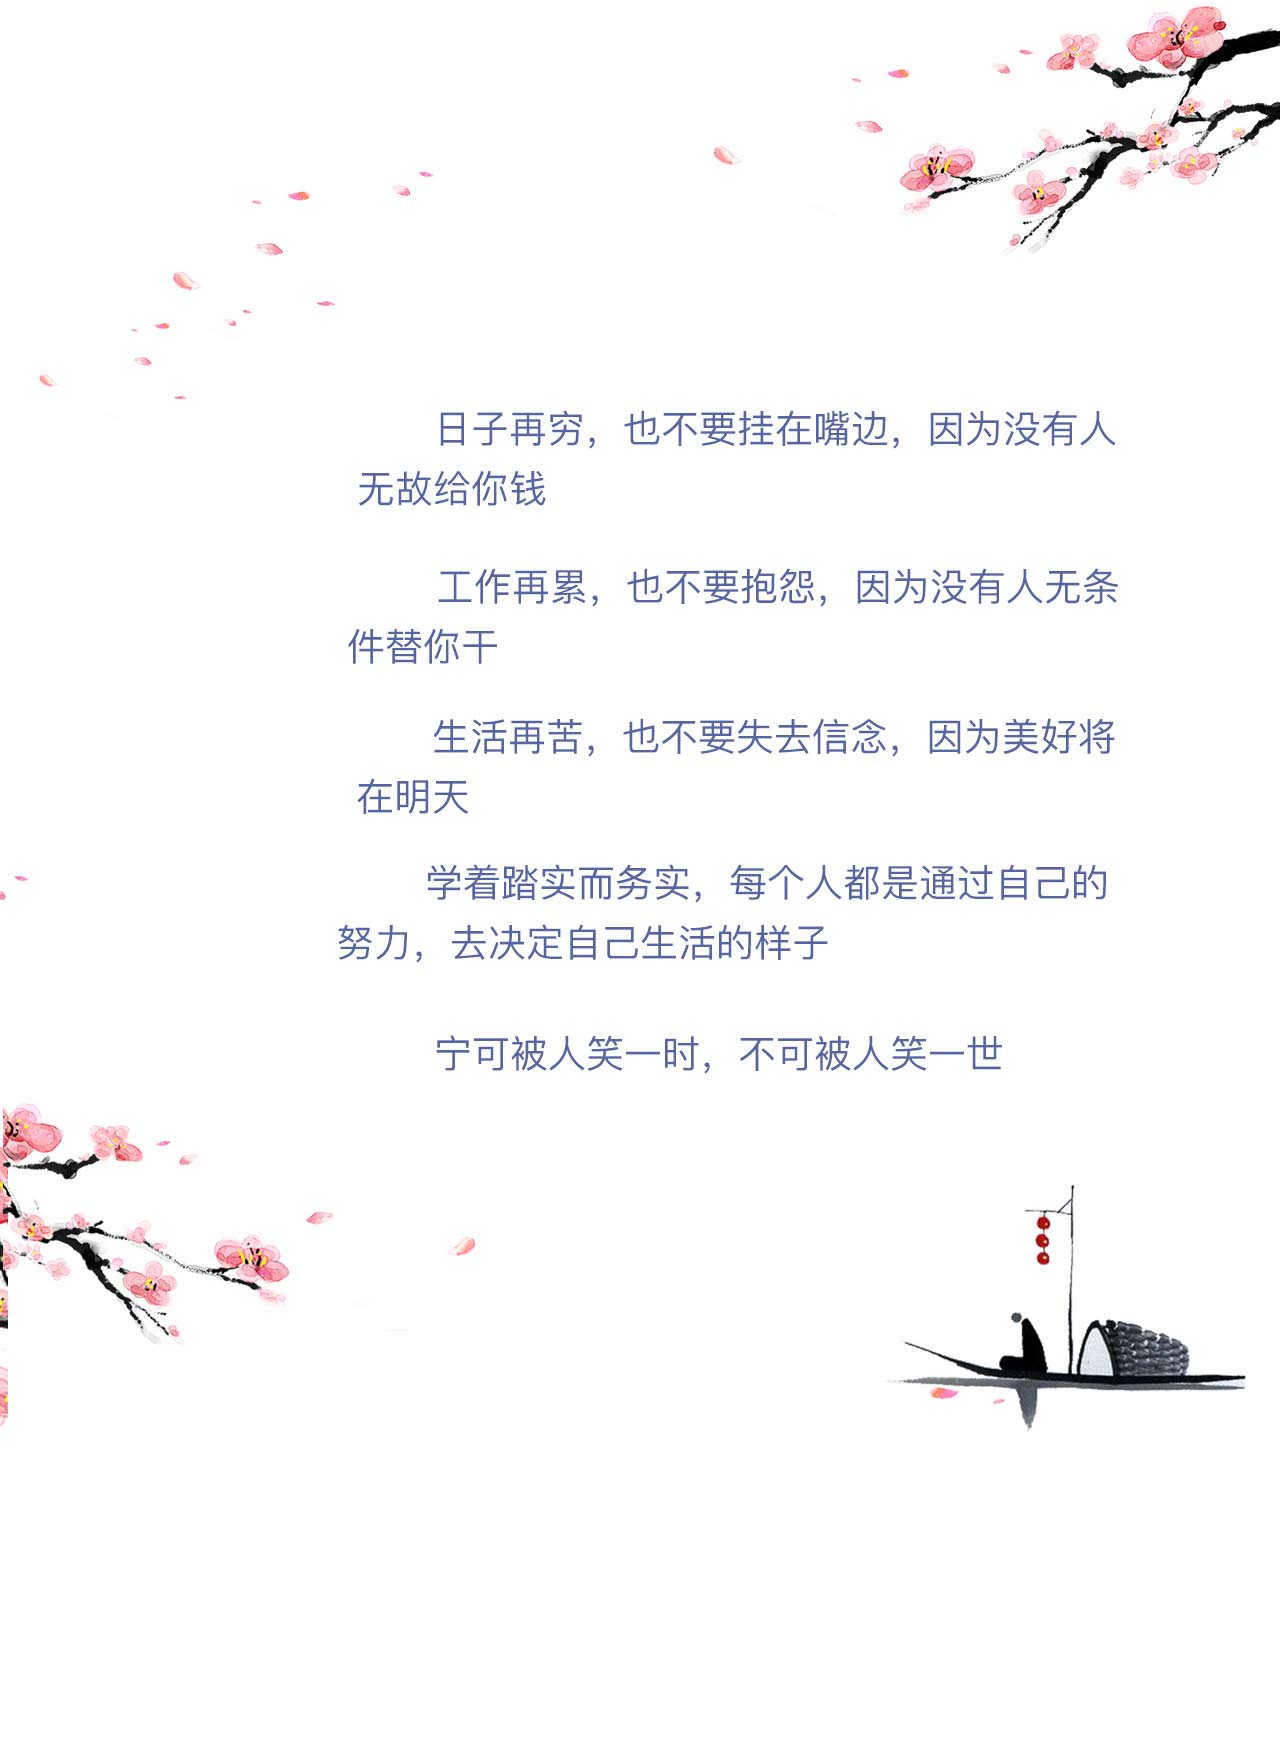 日子再穷，也不要挂在嘴边，因为没有人
无故给你钱
工作再累，也不要抱怨，因为没有人无条
件替你干
生活再苦，也不要失去信念，因为美好将
在明天
学着踏实而务实，每个人都是通过自己的
努力，去决定自己生活的样子
宁可被人笑一时，不可被人笑一世